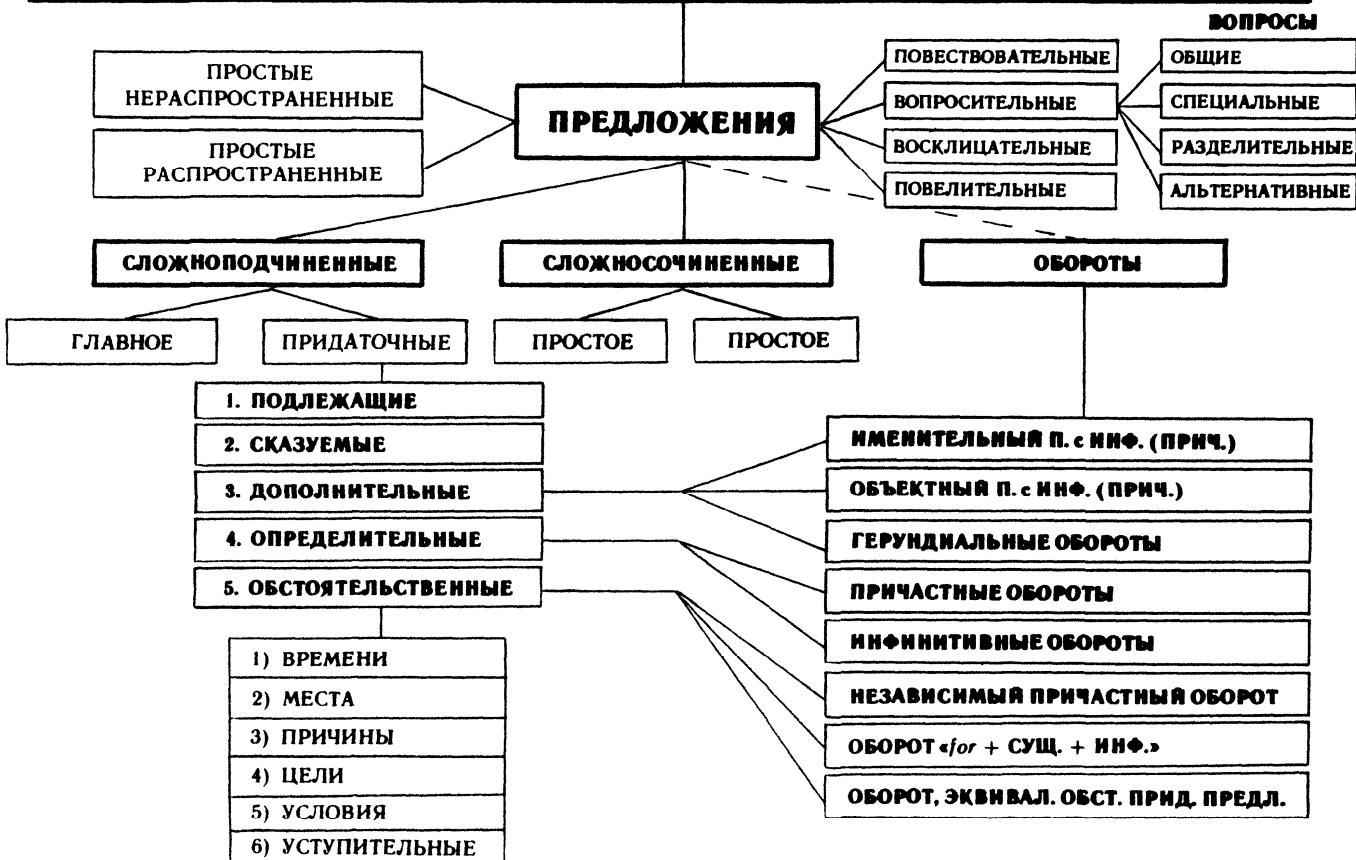 ВОПРОСЫ
ПРОСТЫЕ
НЕРАСПРОСТРАНЕННЫЕ
ПРОСТЫЕ
РАСПРОСТРАНЕННЫЕ
ПРЕДЛОЖЕНИЯ
ПОВЕСТВОВАТЕЛЬНЫЕ
ВОПРОСИТЕЛЬНЫЕ
ВОСКЛИЦАТЕЛЬНЫЕ
ПОВЕЛИТЕЛЬНЫЕ
ОБЩИЕ
СПЕЦИАЛЬНЫЕ
РАЗДЕЛИТЕЛЬНЫЕ
АЛЬТЕРНАТИВНЫЕ
СЛОЖНОПОДЧИНЕННЫЕ
СЛОЖНОСОЧИНЕННЫЕ
ОБОРОТЫ
ГЛАВНОЕ
ПРИДАТОЧНЫЕ
ПРОСТОЕ
ПРОСТОЕ
1. ПОДЛЕЖАЩИЕ
2. СКАЗУЕМЫЕ
3. ДОПОЛНИТЕЛЬНЫЕ
4. ОПРЕДЕЛИТЕЛЬНЫЕ
5. ОБСТОЯТЕЛЬСТВЕННЫЕ
1) ВРЕМЕНИ
2) МЕСТА
3) ПРИЧИНЫ
4) ЦЕЛИ
5) УСЛОВИЯ
6) УСТУПИТЕЛЬНЫЕ
ИМЕНИТЕЛЬНЫЙ П. с ИНФ. (ПРИЧ.)
ОБЪЕКТНЫЙ П. с ИНФ. (ПРИЧ.)
ГЕРУНДИАЛЬНЫЕ ОБОРОТЫ
ПРИЧАСТНЫЕ ОБОРОТЫ
ИНФИНИТИВНЫЕ ОБОРОТЫ
НЕЗАВИСИМЫЙ ПРИЧАСТНЫЙ ОБОРОТ
ОБОРОТ «for + СУЩ. + ИНФ.»
ОБОРОТ, ЭКВИВАЛ. ОБСТ. ПРИД. ПРЕДЛ.